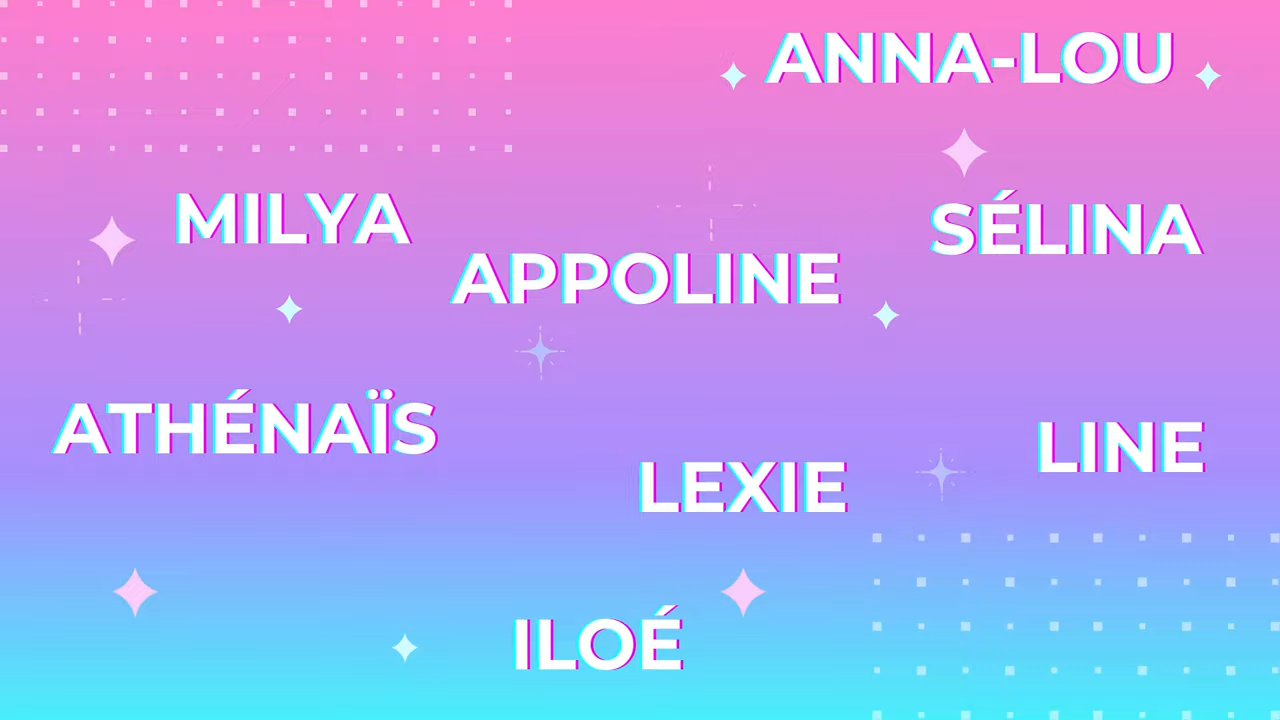 ANNA-LOU
MILYA
SÉLINA
APPOLINE
ATHÉNAÏS
LINE
LEXIE
ILOÉ